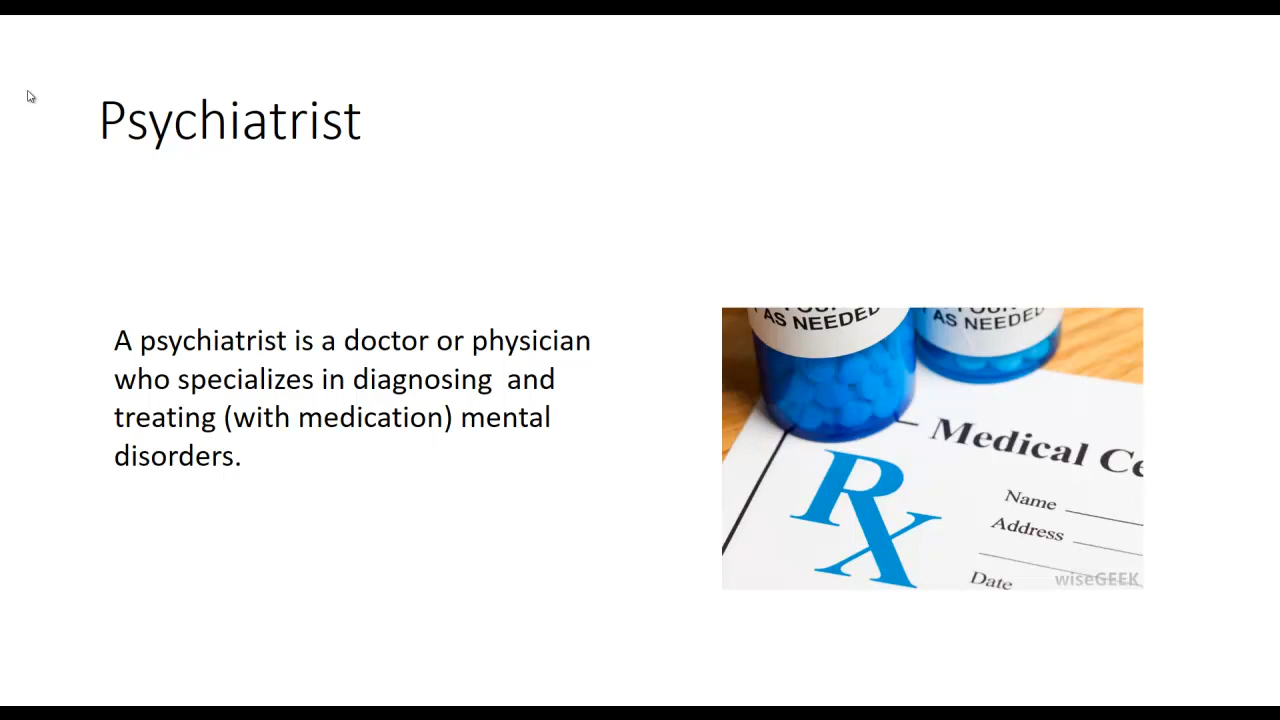 Psychiatrist
A psychiatrist is a doctor or physician
who specializes in diagnosing  and
treating (with medication) mental
disorders.
AS NEEDED
AS NEEDED
Medical
Rx
Name
Address
Date
wiseGEEK